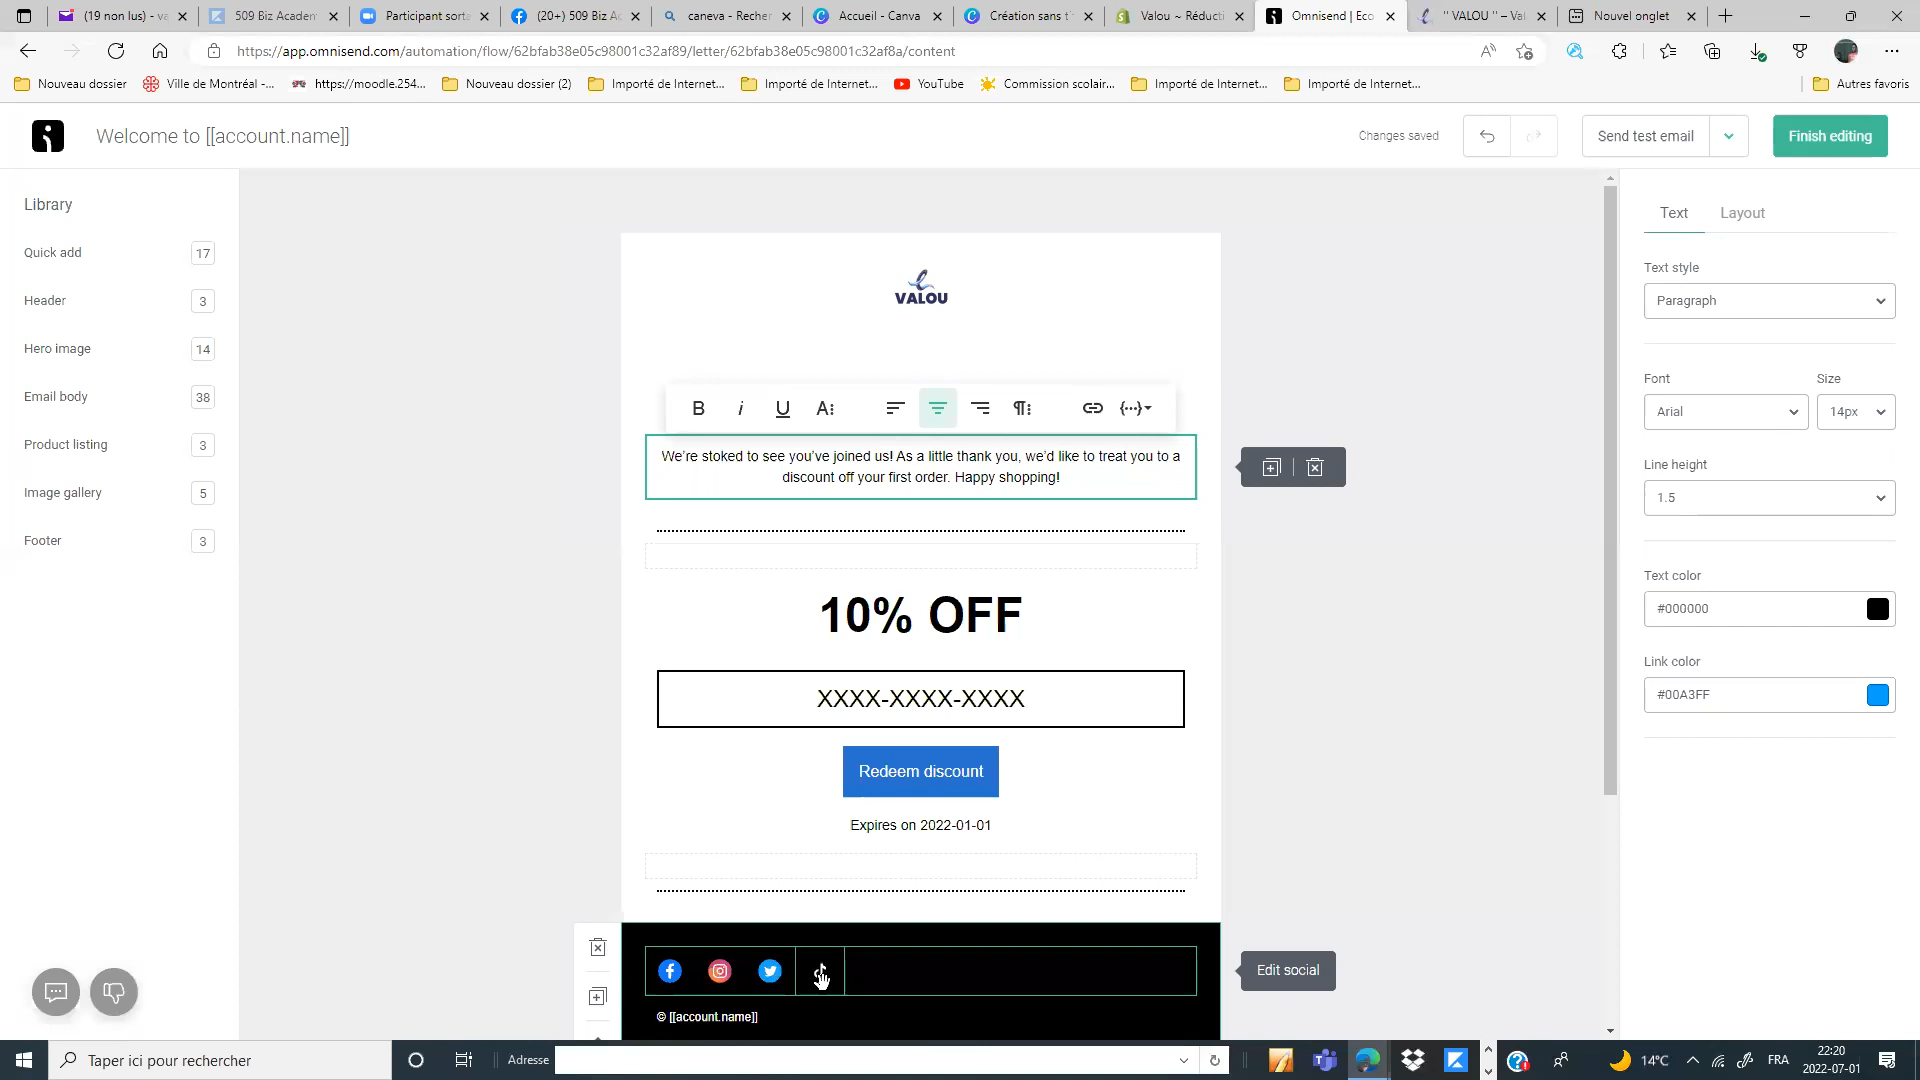 (19 non lus) - va
509 Biz Academ
Participant sorta
(20+) 509 Biz Ac
caneva - Recher
Accueil - Canva
Création sans ti
Valou ~ Réducti
Omnisend | Eco
" VALOU " – Val
Nouvel onglet
https://app.omnisend.com/automation/flow/62bfab38e05c98001c32af89/letter/62bfab38e05c98001c32af8a/content
Nouveau dossier
Ville de Montréal -...
https://moodle.254...
Nouveau dossier (2)
Importé de Internet...
Importé de Internet...
YouTube
Commission scolair...
Importé de Internet...
Importé de Internet...
Autres favoris
Welcome to [[account.name]]
Changes saved
Send test email
Finish editing
Library
Quick add 17
Header 3
Hero image 14
Email body 38
Product listing 3
Image gallery 5
Footer 3
VALOU
We're stoked to see you've joined us! As a little thank you, we'd like to treat you to a
discount off your first order. Happy shopping!
10% OFF
XXXX-XXXX-XXXX
Redeem discount
Expires on 2022-01-01
Edit social
© [[account.name]]
Text Layout
Text style
Paragraph
Font Size
Arial 14px
Line height
1.5
Text color
#000000
Link color
#00A3FF
Taper ici pour rechercher
Adresse
14°C
FRA
22:20
2022-07-01